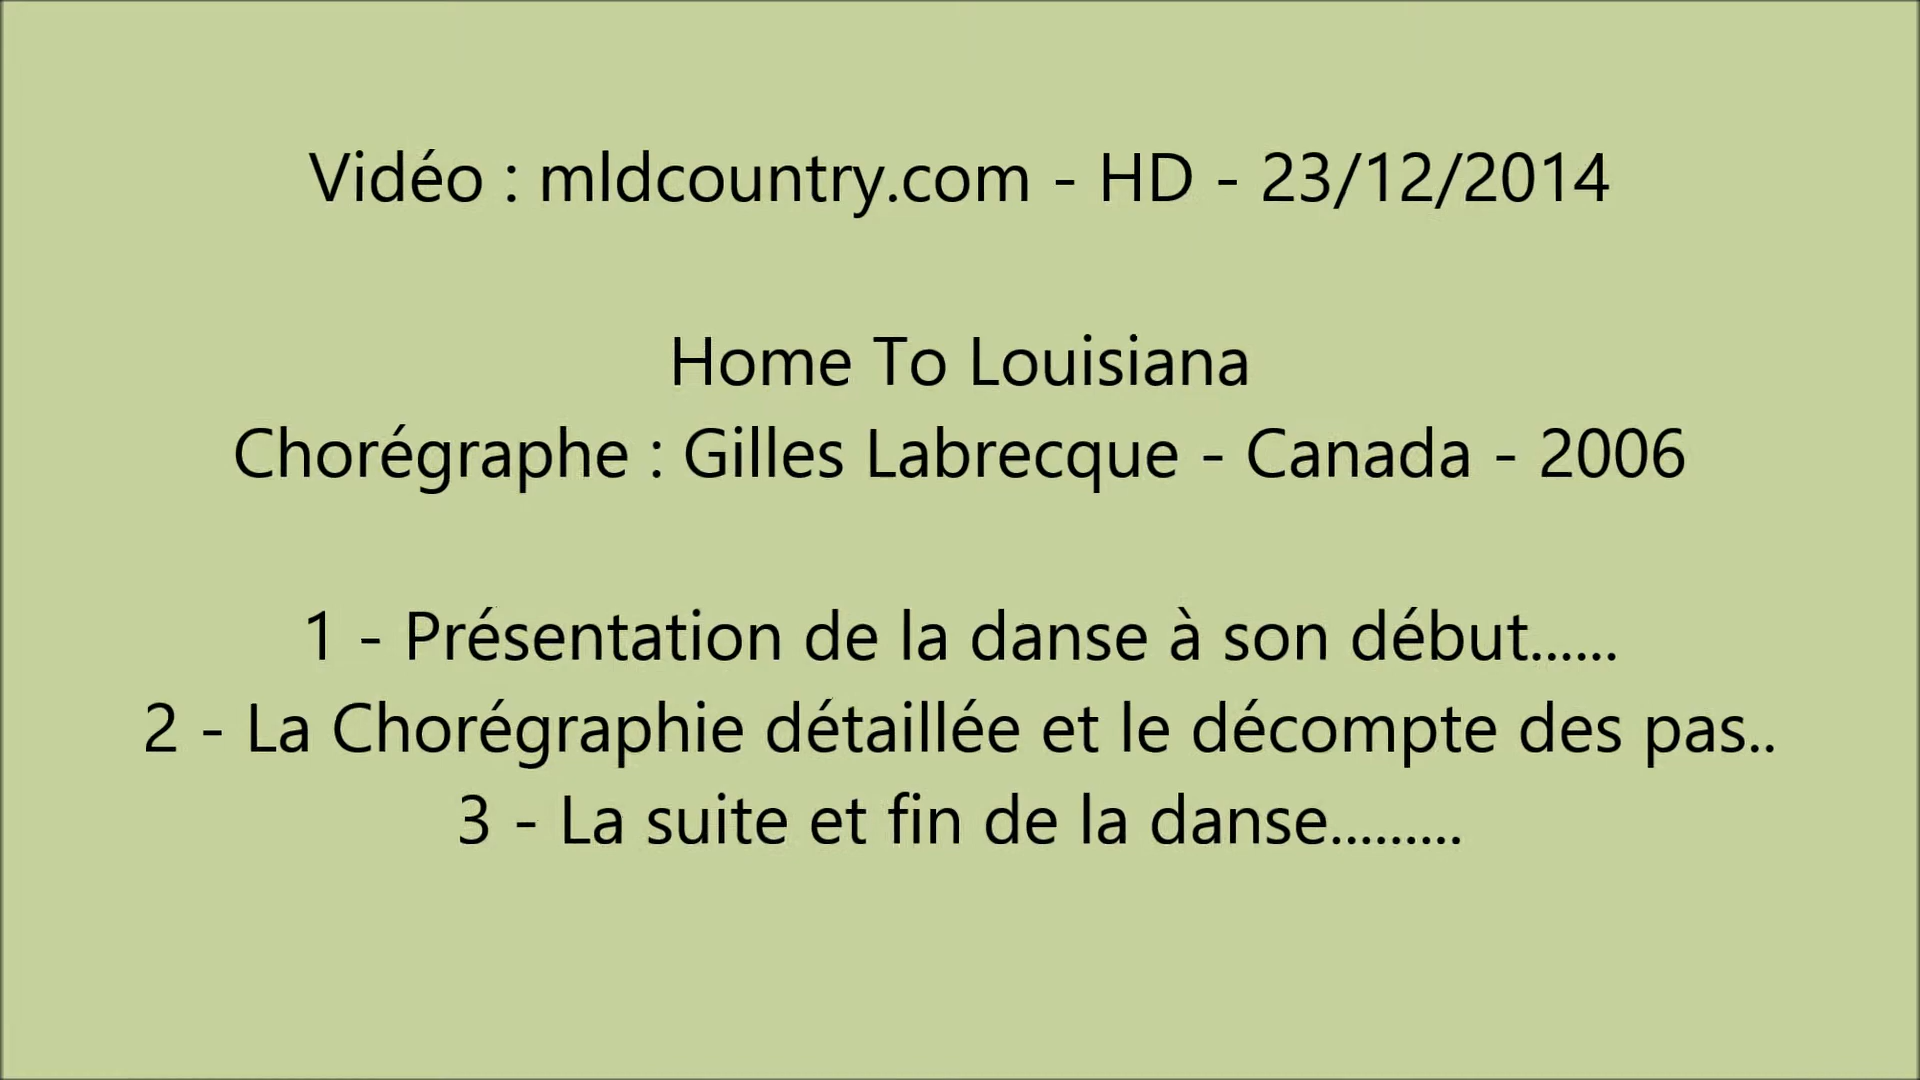 Vidéo : mldcountry.com - HD - 23/12/2014
Home To Louisiana
Chorégraphe : Gilles Labrecque - Canada - 2006
1 - Présentation de la danse à son début......
2 - La Chorégraphie détaillée et le décompte des pas..
3 - La suite et fin de la danse.........